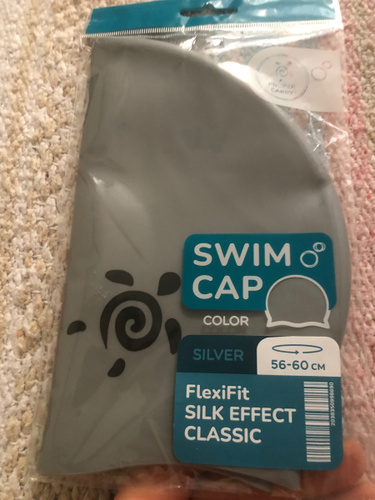 SWIM
CAP
COLOR
SILVER
56-60 CM
FlexiFit
SILK EFFECT
CLASSIC